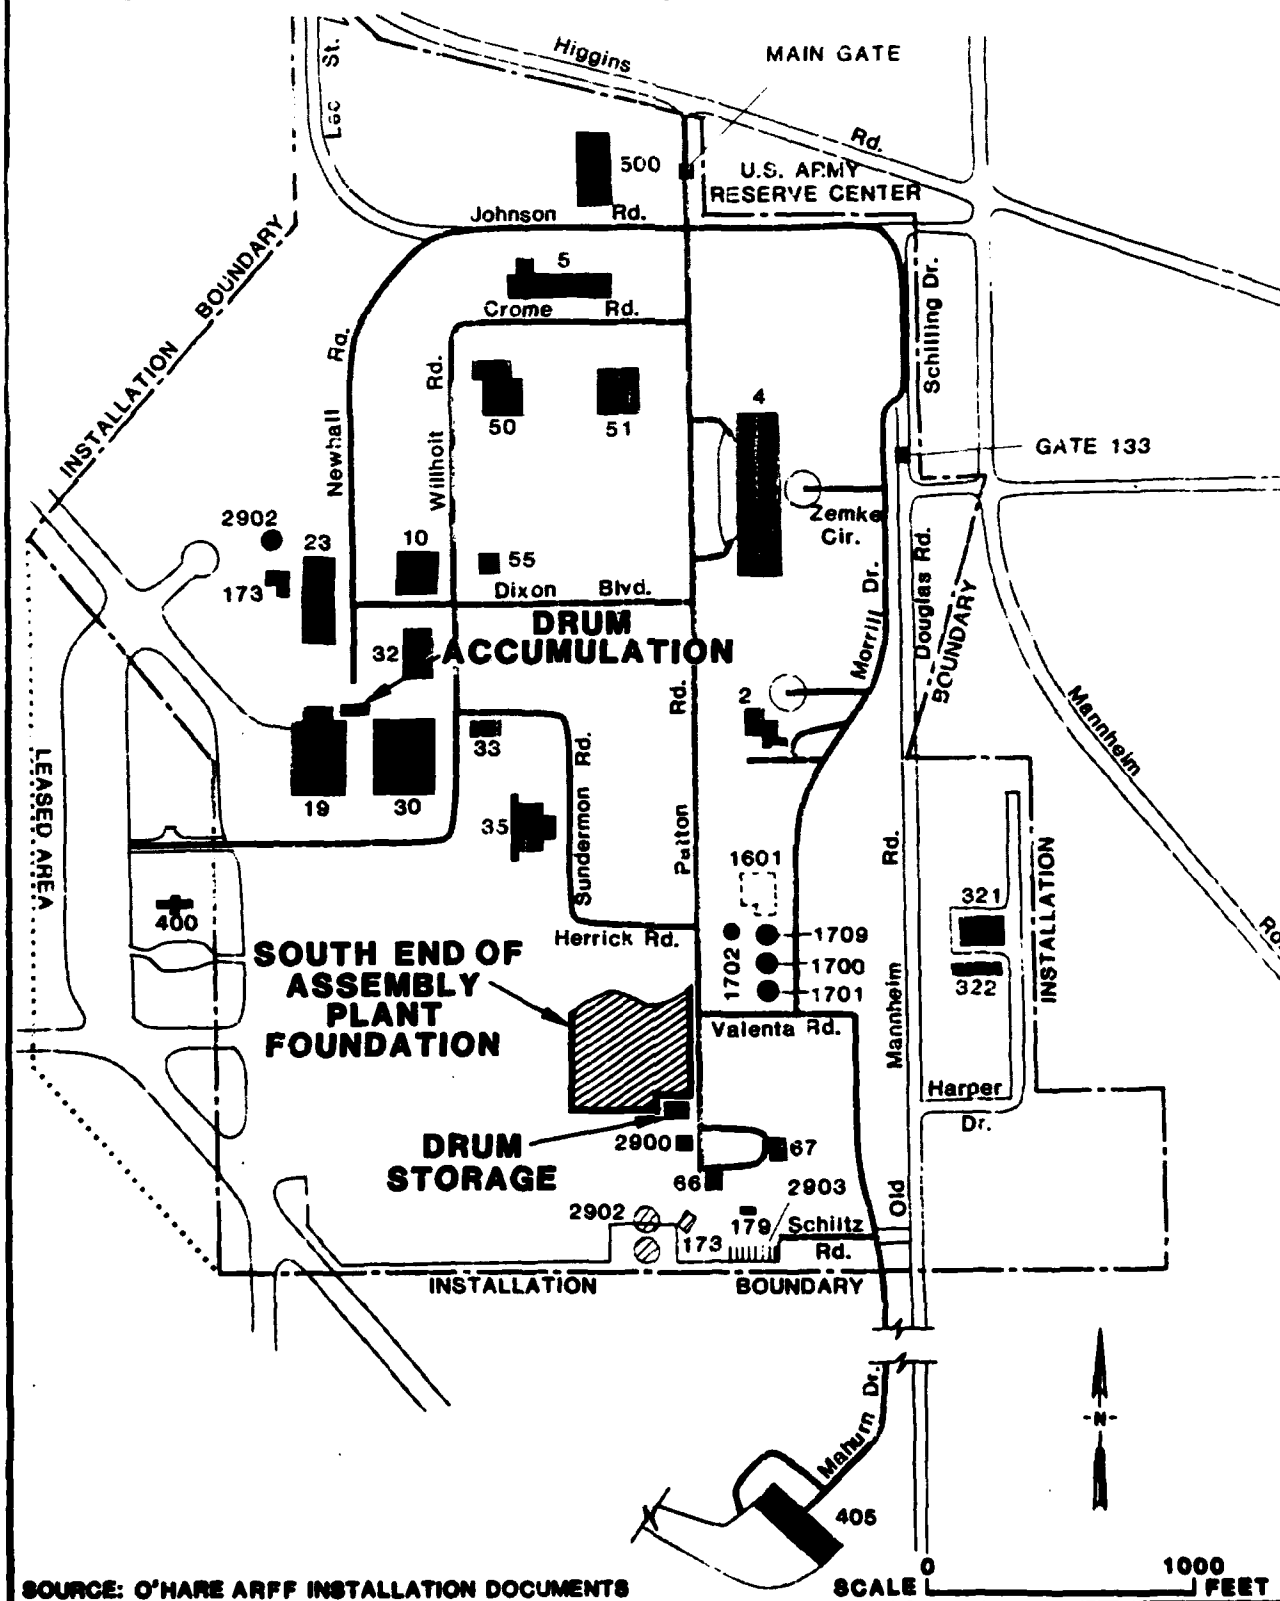 Higgins
MAIN GATE
Lee St.
Rd.
500
U.S. ARMY
RESERVE CENTER
Johnson Rd.
INSTALLATION BOUNDARY
5
Crome Rd.
Schilling Dr.
Newhall Rd.
Willhoit Rd.
50
51
4
GATE 133
2902
23
10
55
173
Zemke
Cir.
Dixon Blvd.
DRUM
ACCUMULATION
32
Morrill Dr.
Douglas Rd.
BOUNDARY
Mannheim
Rd.
2
33
19
30
35
Sundermon Rd.
Patton Rd.
LEASED AREA
1601
321
322
INSTALLATION
400
Herrick Rd.
1702
1709
1700
1701
SOUTH END OF
ASSEMBLY
PLANT
FOUNDATION
Valenta Rd.
Old Mannheim Rd.
Harper
Dr.
DRUM
STORAGE
2900
67
66
2903
2902
173
179
Schiltz
Rd.
INSTALLATION BOUNDARY
N
Mahurn Dr.
405
SOURCE: O'HARE ARFF INSTALLATION DOCUMENTS
SCALE 0 1000 FEET